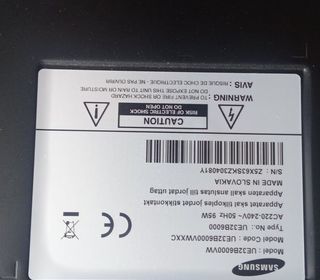 SAMSUNG
Model : UE32B6000VW
Model Code : UE32B6000VWXXC
Type No : UE32B6000
AC220-240V~ 50Hz 95W
Apparatet skal tilkoples jordet stikkontakt
Apparaten skall anslutas till jordat uttag
MADE IN SLOVAKIA
S/N : Z5X63SKZ304081Y
CAUTION
RISK OF ELECTRIC SHOCK
DO NOT OPEN
WARNING
: TO PREVENT FIRE OR SHOCK HAZARD
DO NOT EXPOSE THIS UNIT TO RAIN OR MOISTURE
AVIS
: RISQUE DE CHOC ELECTRIQUE - NE PAS OUVRIR